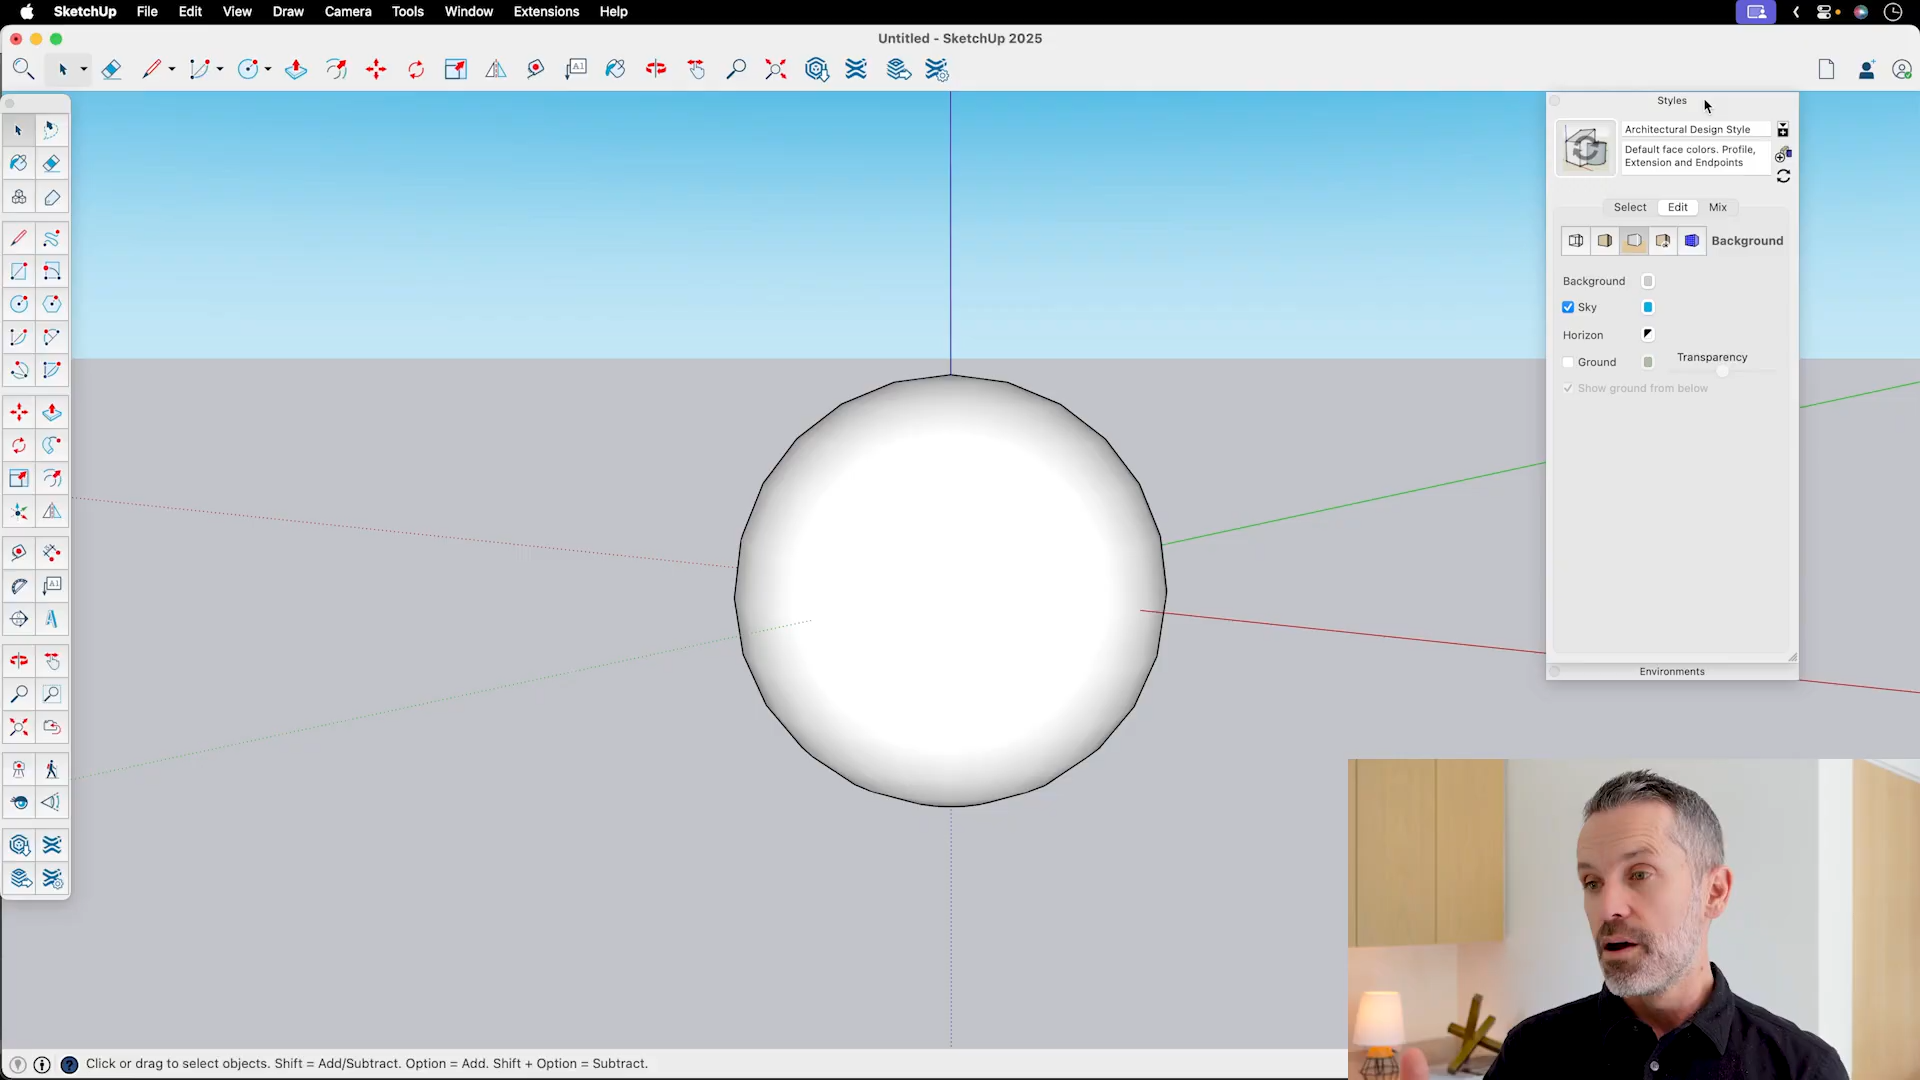 SketchUp File Edit View Draw Camera Tools Window Extensions Help
Untitled - SketchUp 2025
A1
Styles
Architectural Design Style
Default face colors. Profile,
Extension and Endpoints
Select Edit Mix
Background
Background
Sky
Horizon
Ground Transparency
Show ground from below
Environments
A1
Click or drag to select objects. Shift = Add/Subtract. Option = Add. Shift + Option = Subtract.